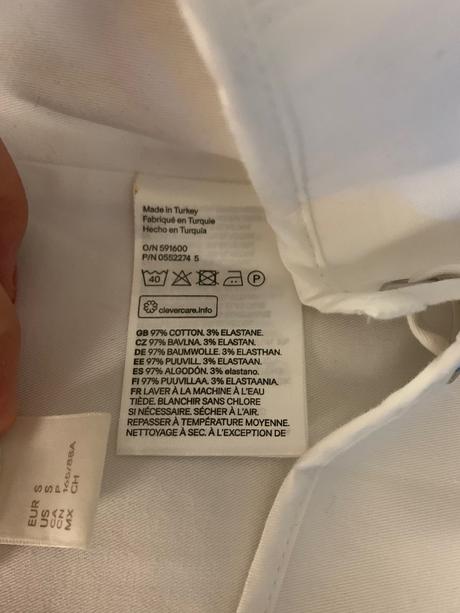 Made in Turkey
Fabriqué en Turquie
Hecho en Turquia
O/N 591600
P/N 0552274 5
40
P
clevercare.info
GB 97% COTTON. 3% ELASTANE.
CZ 97% BAVLNA. 3% ELASTAN.
DE 97% BAUMWOLLE. 3% ELASTHAN.
EE 97% PUUVILL. 3% ELASTAAN.
ES 97% ALGODÓN. 3% elastano.
FI 97% PUUVILLAA. 3% ELASTAANIA.
FR LAVER À LA MACHINE À L'EAU
TIÈDE. BLANCHIR SANS CHLORE
SI NÉCESSAIRE. SÉCHER À L'AIR.
REPASSER À TEMPÉRATURE MOYENNE.
NETTOYAGE À SEC. À L'EXCEPTION DE
EUR S
US S
CA P
CN 165/88A
MX CH